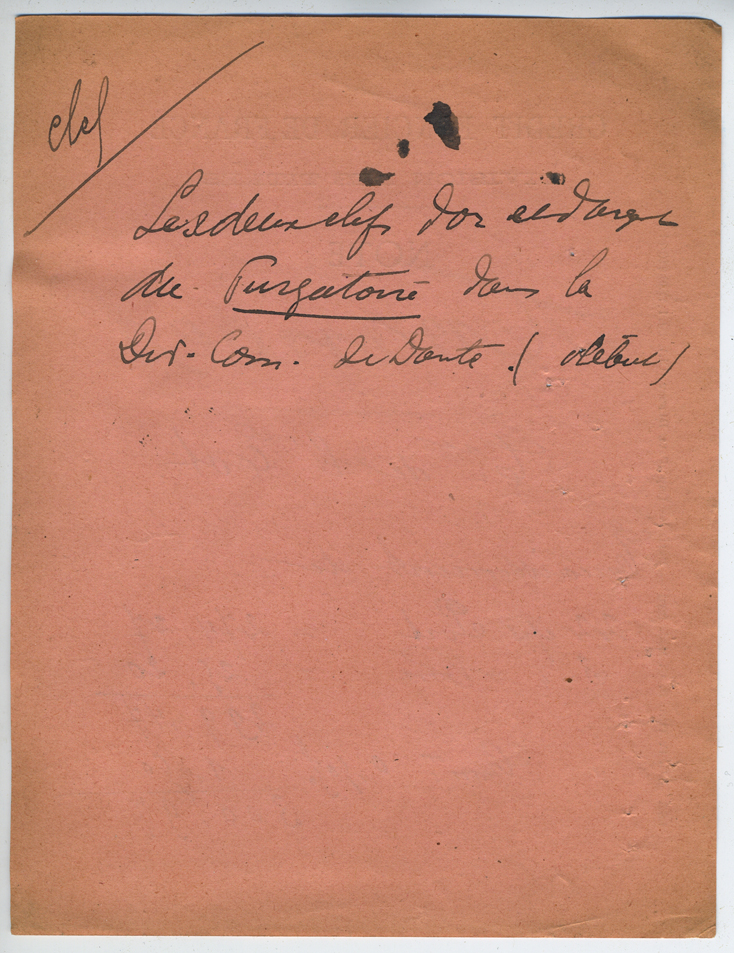 clef
Les deux clefs d'or et d'argent
du Purgatoire dans la
Div. Com. de Dante. (début)